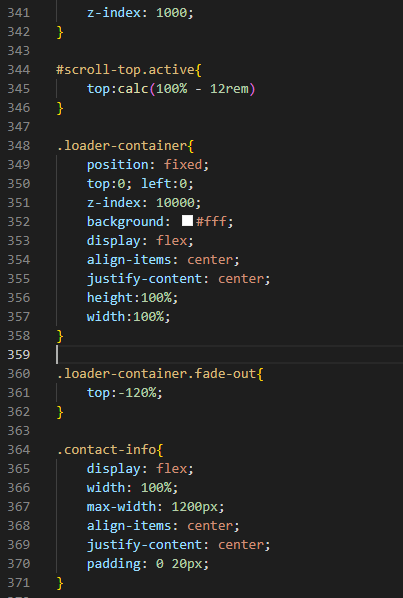 341 z-index: 1000;
342 }
343
344 #scroll-top.active{
345 top:calc(100% - 12rem)
346 }
347
348 .loader-container{
349 position: fixed;
350 top:0; left:0;
351 z-index: 10000;
352 background: #fff;
353 display: flex;
354 align-items: center;
355 justify-content: center;
356 height:100%;
357 width:100%;
358 }
359
360 .loader-container.fade-out{
361 top:-120%;
362 }
363
364 .contact-info{
365 display: flex;
366 width: 100%;
367 max-width: 1200px;
368 align-items: center;
369 justify-content: center;
370 padding: 0 20px;
371 }